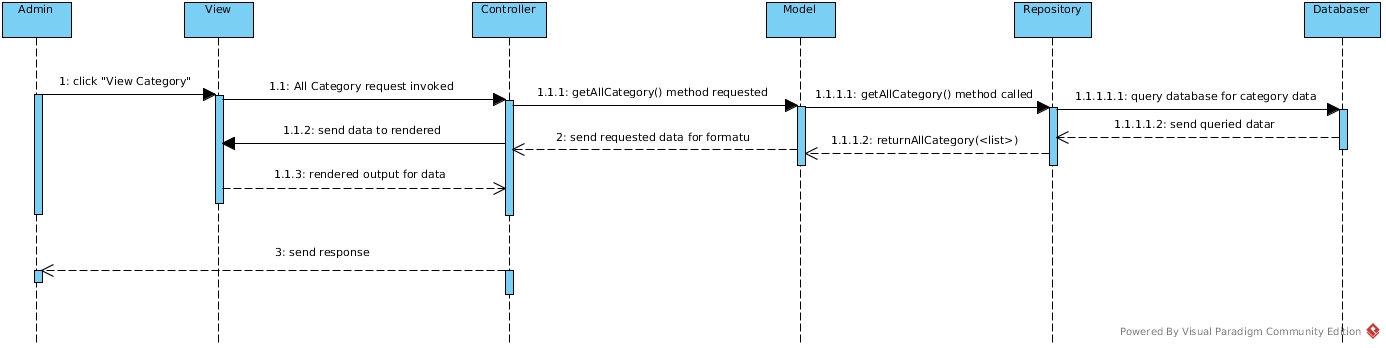 Admin
View
Controller
Model
Repository
Databaser
1: click "View Category"
1.1: All Category request invoked
1.1.1: getAllCategory() method requested
1.1.1.1: getAllCategory() method called
1.1.1.1.1: query database for category data
1.1.1.1.2: send queried datar
1.1.1.2: returnAllCategory(<list>)
2: send requested data for formatu
1.1.2: send data to rendered
1.1.3: rendered output for data
3: send response
Powered By Visual Paradigm Community Edition